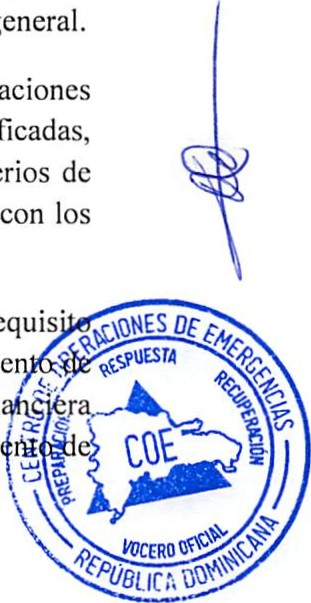 general.
aciones
ficadas,
erios de
con los
equisito
ento de
anciera
ento de
CENTRO DE OPERACIONES DE EMERGENCIAS
PREPARACIÓN
RESPUESTA
RECUPERACIÓN
COE
VOCERO OFICIAL
REPÚBLICA DOMINICANA